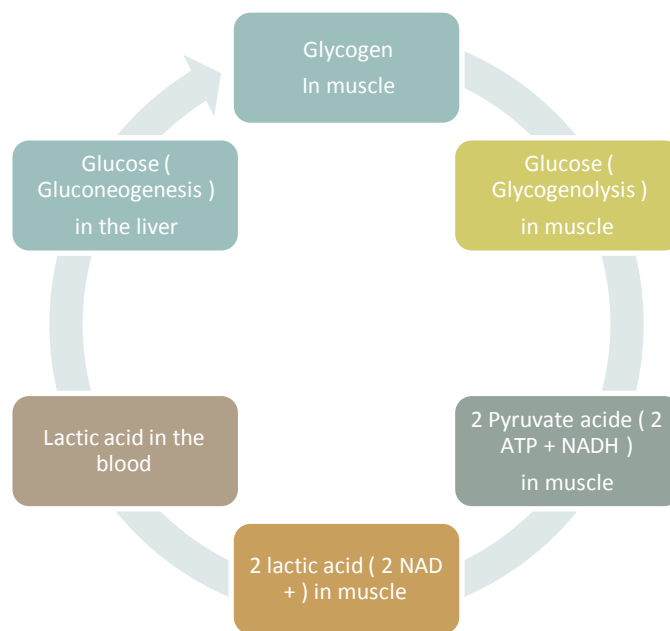 Glycogen
In muscle
Glucose (
Glycogenolysis )
in muscle
2 Pyruvate acide ( 2
ATP + NADH )
in muscle
2 lactic acid ( 2 NAD
+ ) in muscle
Lactic acid in the
blood
Glucose (
Gluconeogenesis )
in the liver